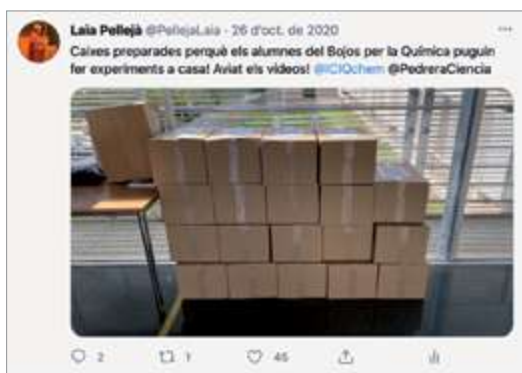 Laia Pellejà @PellejaLaia · 26 d'oct. de 2020
Caixes preparades perquè els alumnes del Bojos per la Química puguin
fer experiments a casa! Aviat els vídeos! @ICIQchem @PedreraCiencia
2 1 45